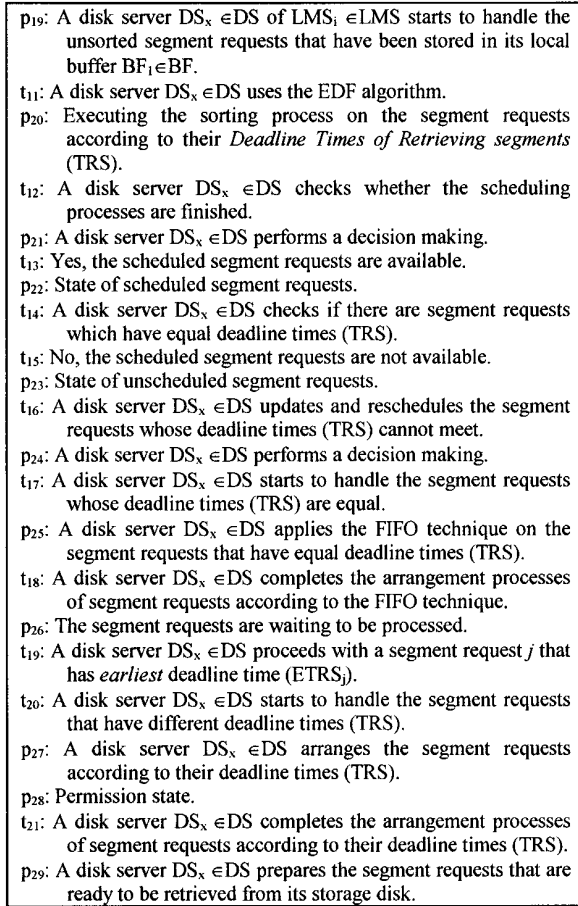 p19: A disk server DSx ∈DS of LMSi ∈LMS starts to handle the
unsorted segment requests that have been stored in its local
buffer BFi∈BF.
t11: A disk server DSx ∈DS uses the EDF algorithm.
p20: Executing the sorting process on the segment requests
according to their Deadline Times of Retrieving segments
(TRS).
t12: A disk server DSx ∈DS checks whether the scheduling
processes are finished.
p21: A disk server DSx ∈DS performs a decision making.
t13: Yes, the scheduled segment requests are available.
p22: State of scheduled segment requests.
t14: A disk server DSx ∈DS checks if there are segment requests
which have equal deadline times (TRS).
t15: No, the scheduled segment requests are not available.
p23: State of unscheduled segment requests.
t16: A disk server DSx ∈DS updates and reschedules the segment
requests whose deadline times (TRS) cannot meet.
p24: A disk server DSx ∈DS performs a decision making.
t17: A disk server DSx ∈DS starts to handle the segment requests
whose deadline times (TRS) are equal.
p25: A disk server DSx ∈DS applies the FIFO technique on the
segment requests that have equal deadline times (TRS).
t18: A disk server DSx ∈DS completes the arrangement processes
of segment requests according to the FIFO technique.
p26: The segment requests are waiting to be processed.
t19: A disk server DSx ∈DS proceeds with a segment request j that
has earliest deadline time (ETRSj).
t20: A disk server DSx ∈DS starts to handle the segment requests
that have different deadline times (TRS).
p27: A disk server DSx ∈DS arranges the segment requests
according to their deadline times (TRS).
p28: Permission state.
t21: A disk server DSx ∈DS completes the arrangement processes
of segment requests according to their deadline times (TRS).
p29: A disk server DSx ∈DS prepares the segment requests that are
ready to be retrieved from its storage disk.